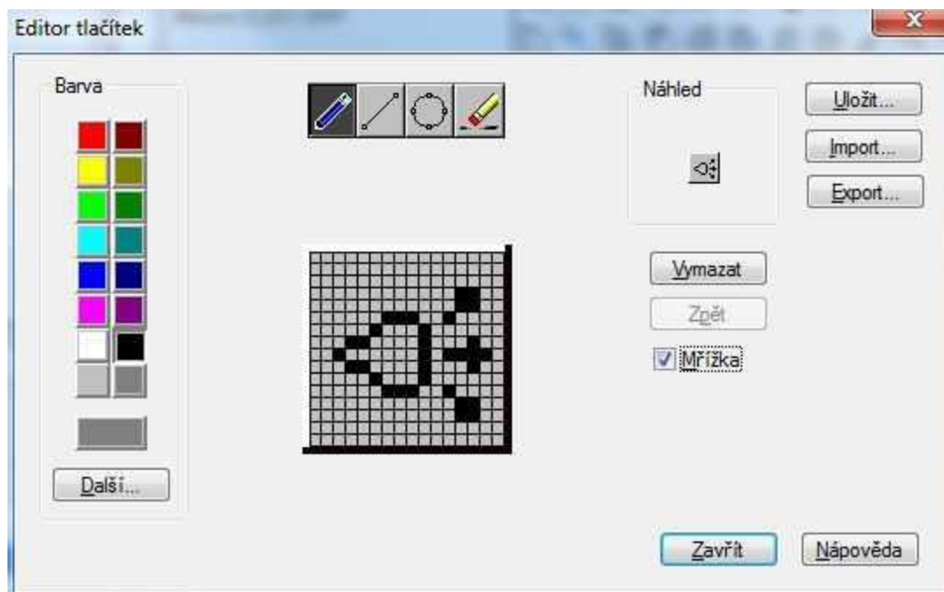 Editor tlačítek
Barva
Náhled
Uložit...
Import...
Export...
Vymazat
Zpět
Mřížka
Další...
Zavřít
Nápověda